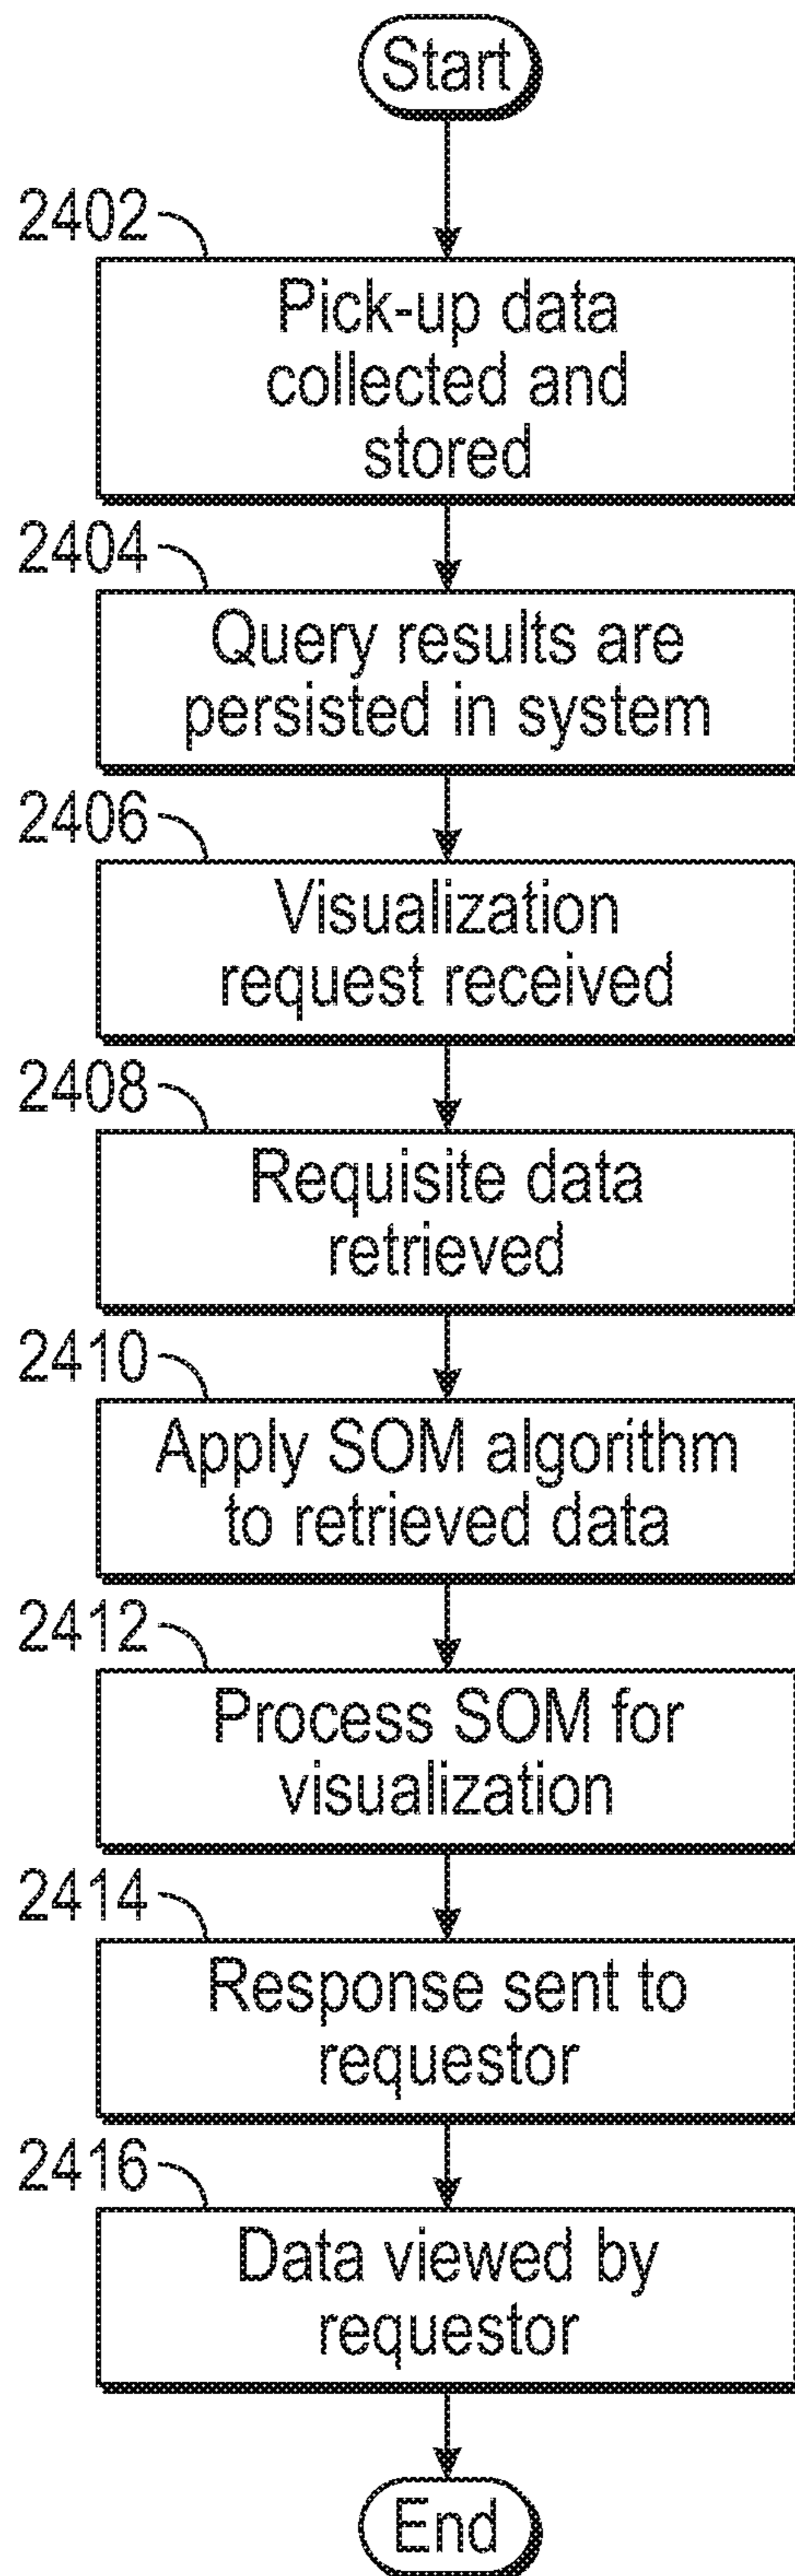 Start
2402
Pick-up data
collected and
stored
2404
Query results are
persisted in system
2406
Visualization
request received
2408
Requisite data
retrieved
2410
Apply SOM algorithm
to retrieved data
2412
Process SOM for
visualization
2414
Response sent to
requestor
2416
Data viewed by
requestor
End